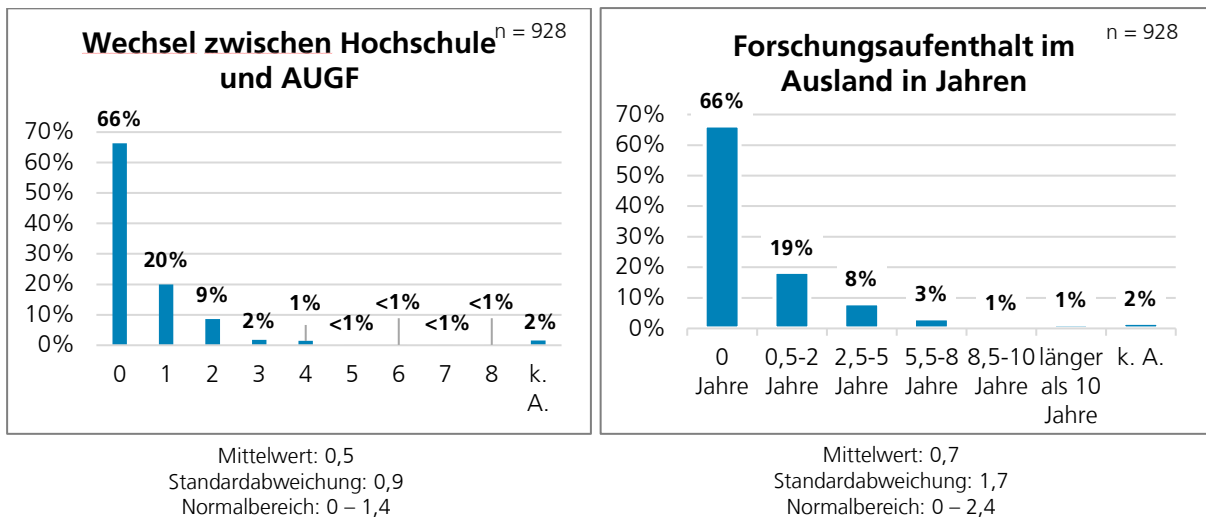 Wechsel zwischen Hochschule
und AUGF
n = 928
66%
20%
9%
2%
1%
<1%
<1%
<1%
<1%
2%
70%
60%
50%
40%
30%
20%
10%
0%
0 1 2 3 4 5 6 7 8 k.
A.
Mittelwert: 0,5
Standardabweichung: 0,9
Normalbereich: 0 – 1,4
Forschungsaufenthalt im
Ausland in Jahren
n = 928
66%
19%
8%
3%
1%
1%
2%
70%
60%
50%
40%
30%
20%
10%
0%
0
Jahre
0,5-2
Jahre
2,5-5
Jahre
5,5-8
Jahre
8,5-10
Jahre
länger
als 10
Jahre
k. A.
Mittelwert: 0,7
Standardabweichung: 1,7
Normalbereich: 0 – 2,4